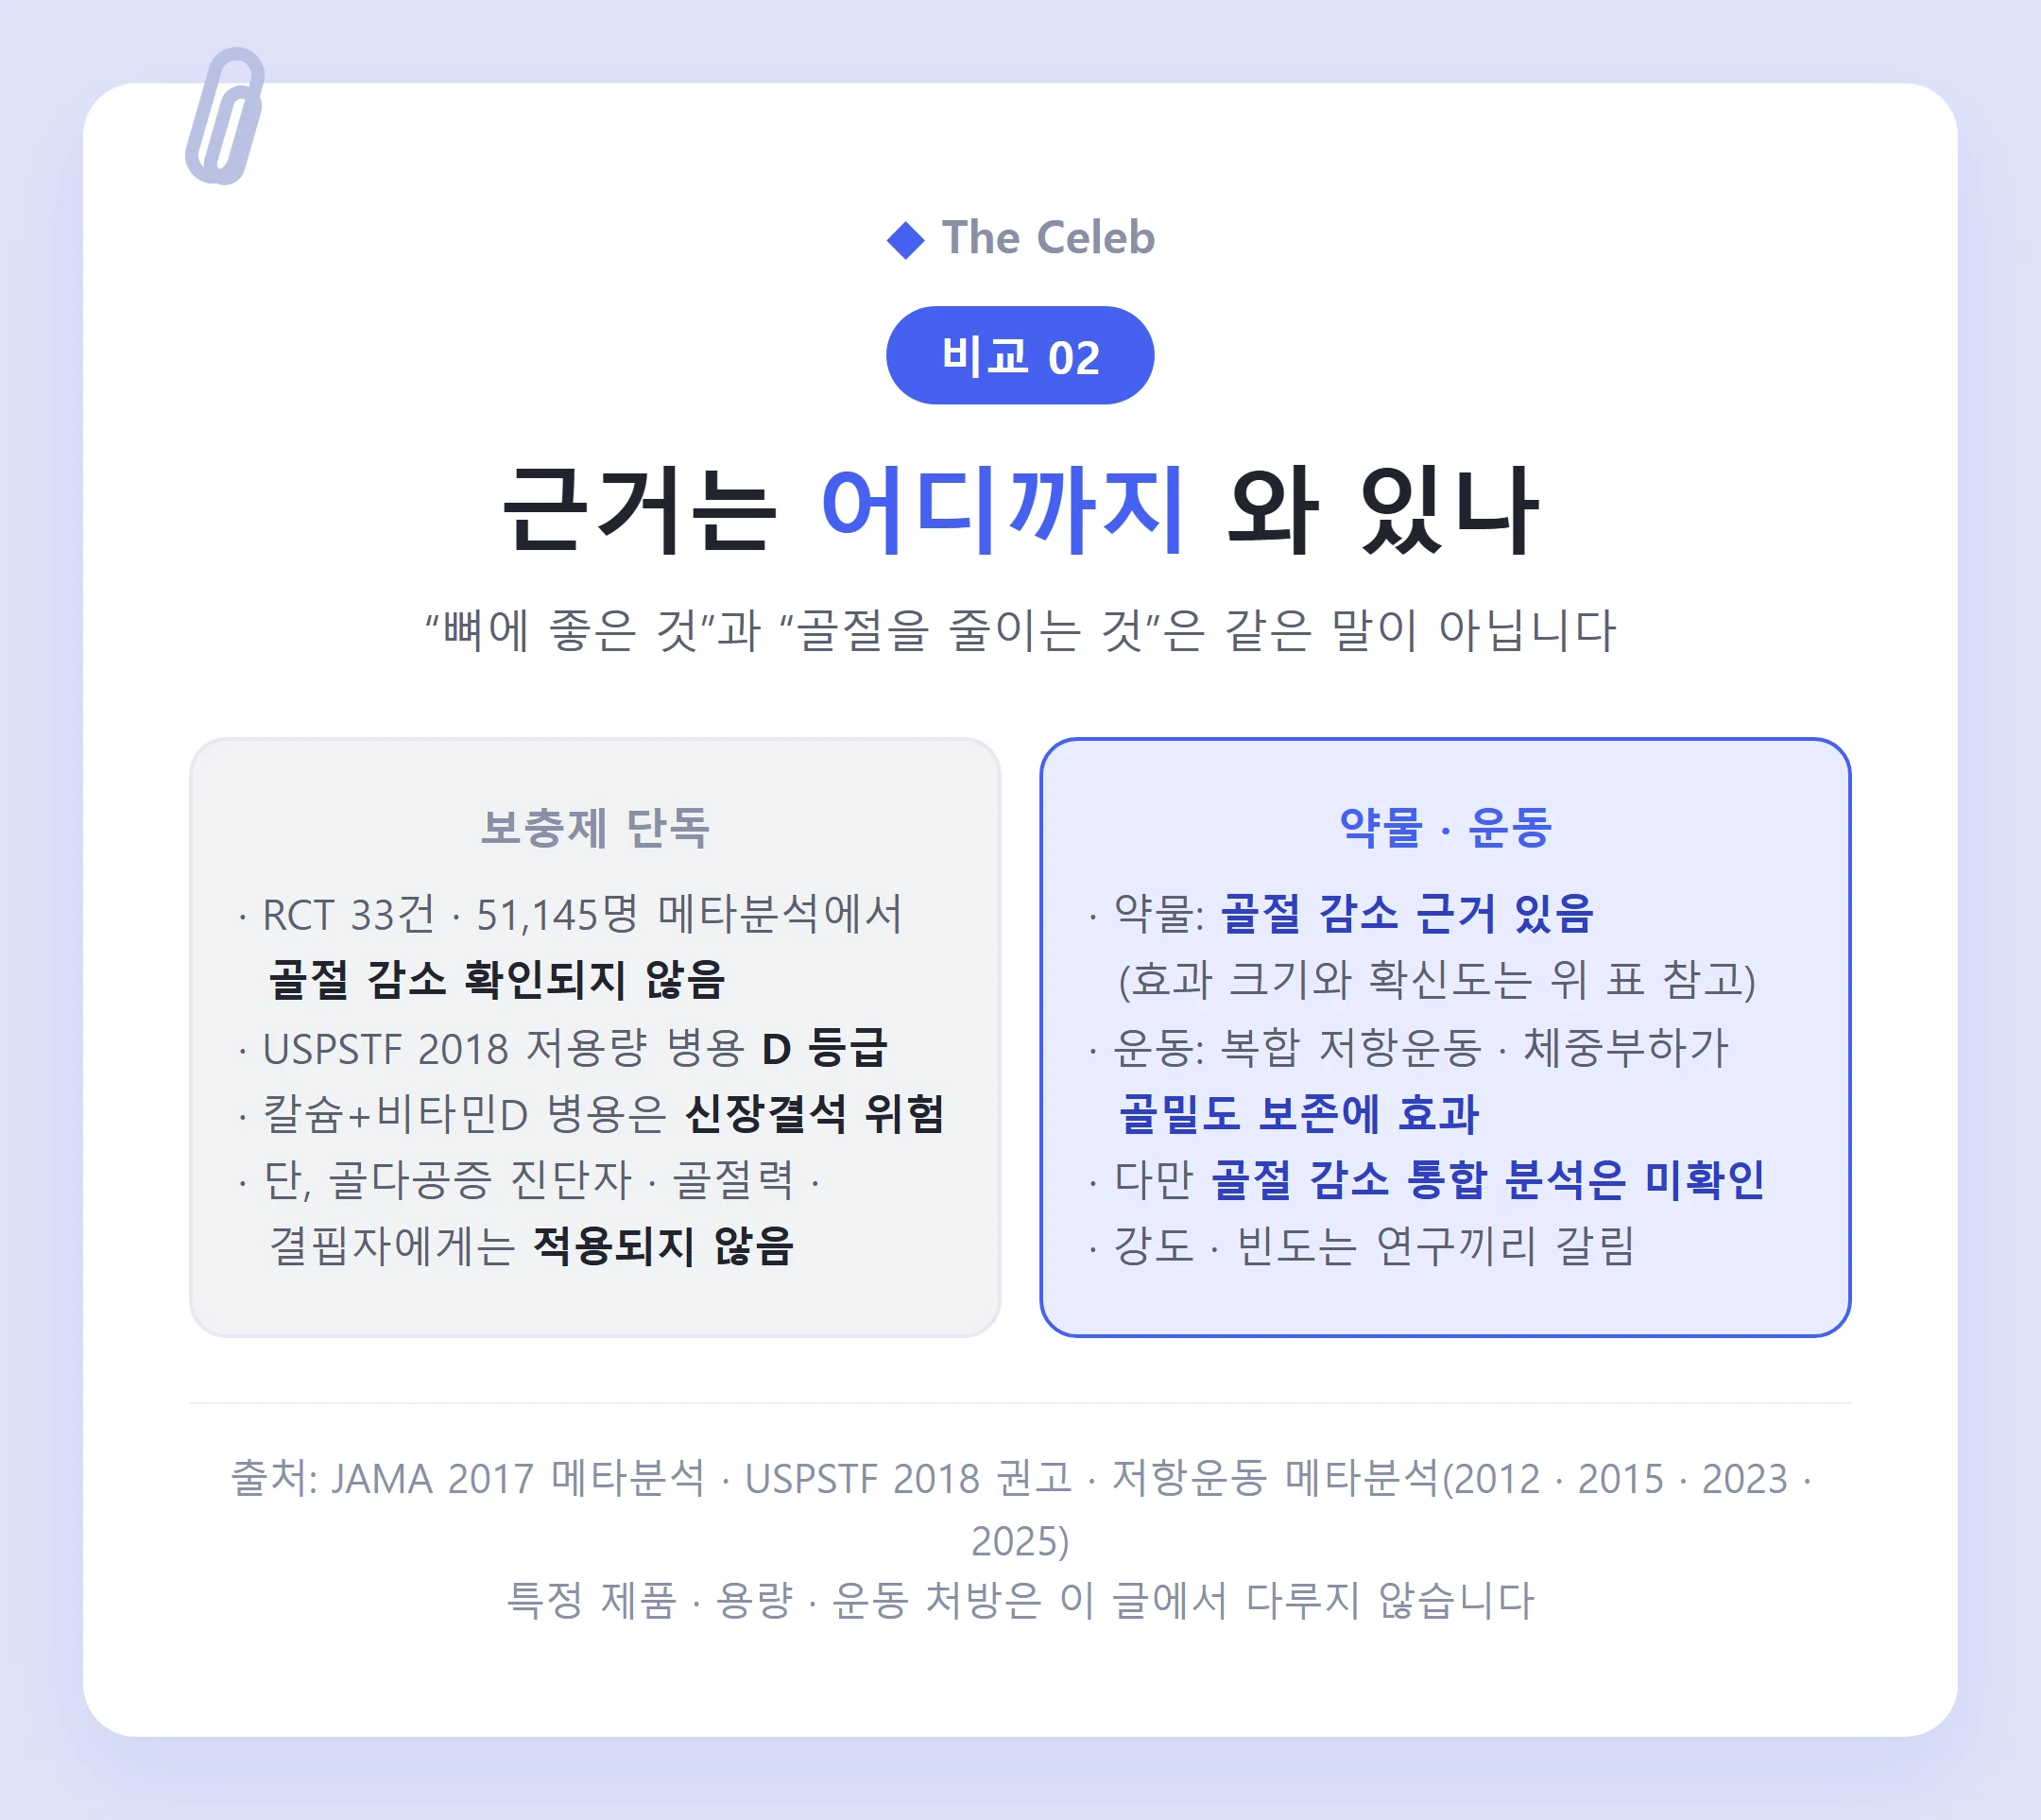 ◆ The Celeb
비교 02
근거는 어디까지 와 있나
“뼈에 좋은 것”과 “골절을 줄이는 것”은 같은 말이 아닙니다
보충제 단독
· RCT 33건 · 51,145명 메타분석에서
골절 감소 확인되지 않음
· USPSTF 2018 저용량 병용 D 등급
· 칼슘+비타민D 병용은 신장결석 위험
· 단, 골다공증 진단자 · 골절력 ·
결핍자에게는 적용되지 않음
약물 · 운동
· 약물: 골절 감소 근거 있음
(효과 크기와 확신도는 위 표 참고)
· 운동: 복합 저항운동 · 체중부하가
골밀도 보존에 효과
· 다만 골절 감소 통합 분석은 미확인
· 강도 · 빈도는 연구끼리 갈림
출처: JAMA 2017 메타분석 · USPSTF 2018 권고 · 저항운동 메타분석(2012 · 2015 · 2023 ·
2025)
특정 제품 · 용량 · 운동 처방은 이 글에서 다루지 않습니다